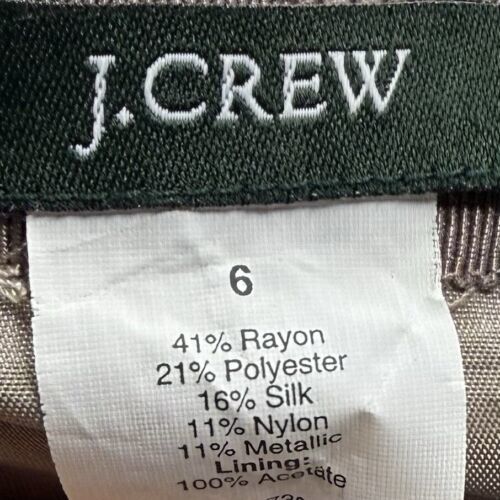 J.CREW
6
41% Rayon
21% Polyester
16% Silk
11% Nylon
11% Metallic
Lining:
100% Acetate